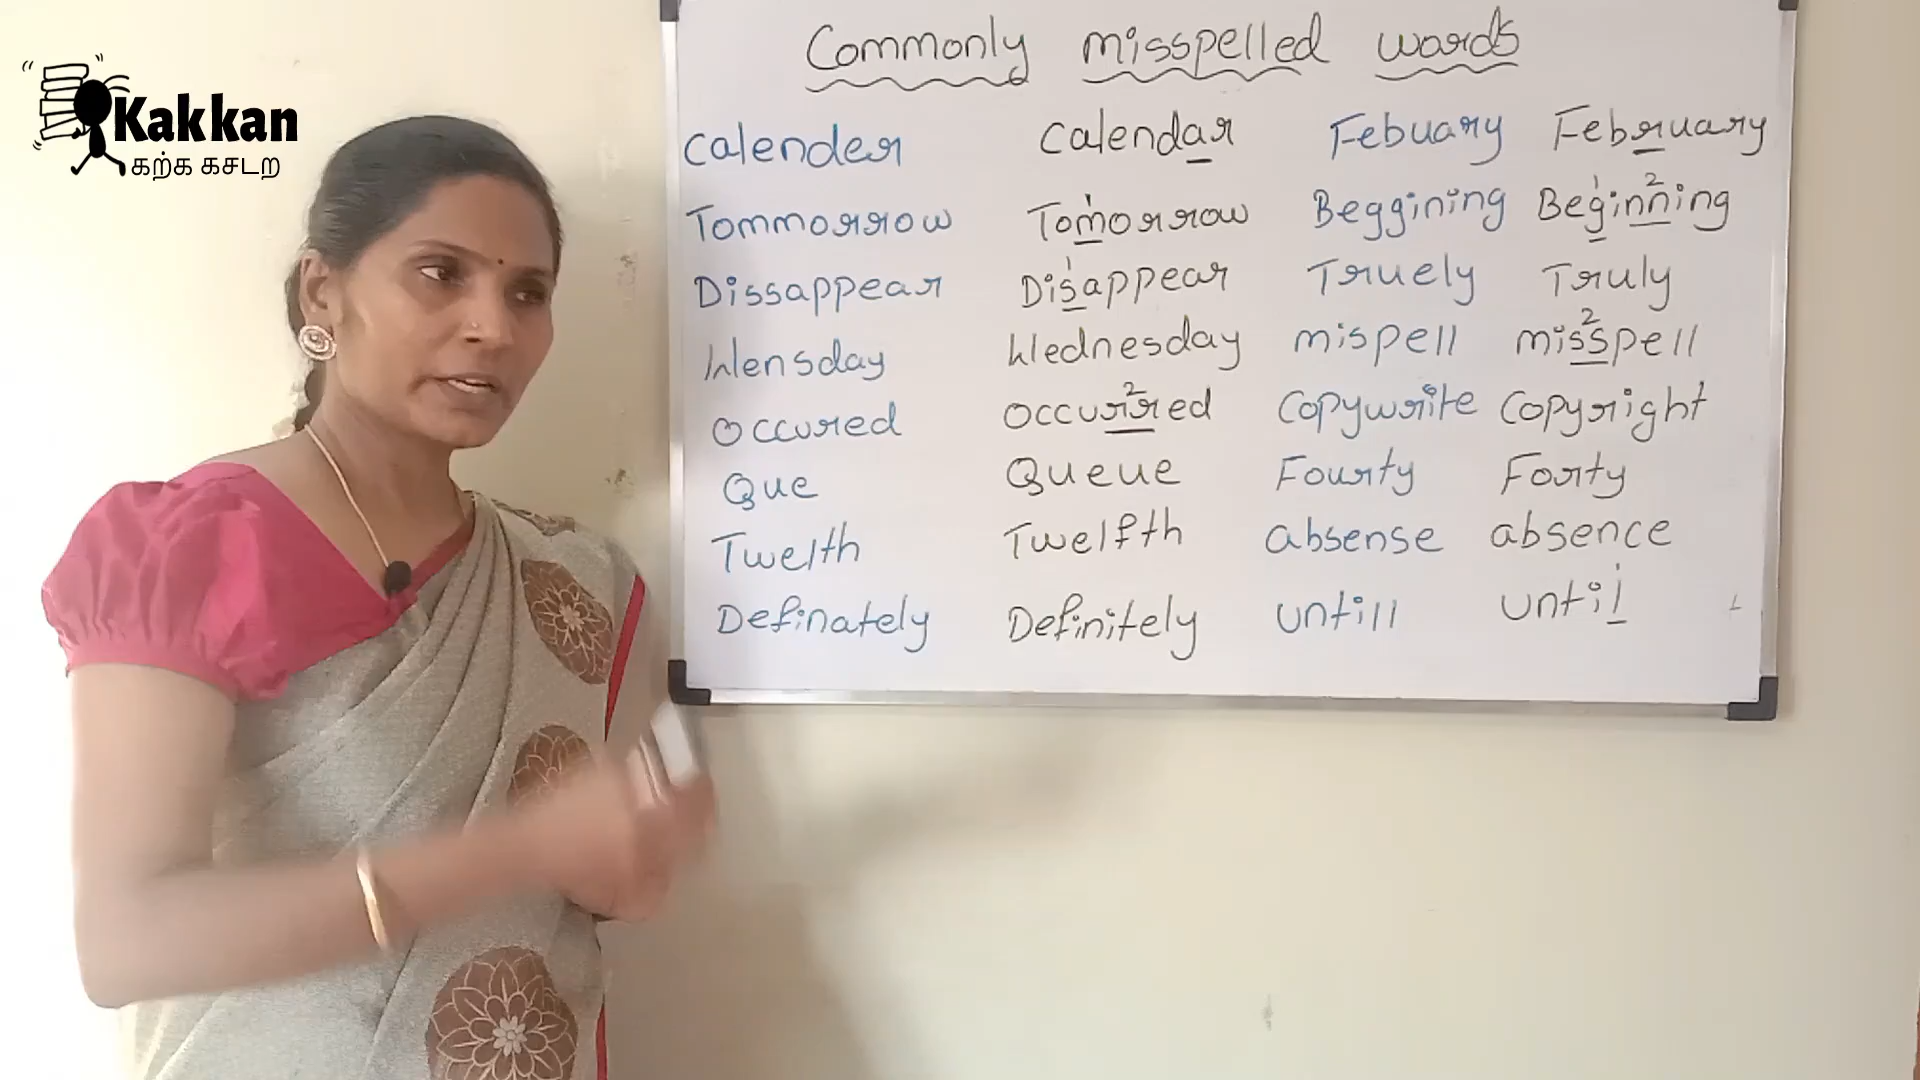 Kakkan
கற்க கசடற
Commonly misspelled words
Calender Calendar Febuary February
Tommorrow Tomorrow Beggining Beginning
Dissappear Disappear Truely Truly
Wensday Wednesday mispell misspell
Occured Occurred Copywrite Copyright
Que Queue Fourty Forty
Twelth Twelfth absense absence
Definately Definitely untill until